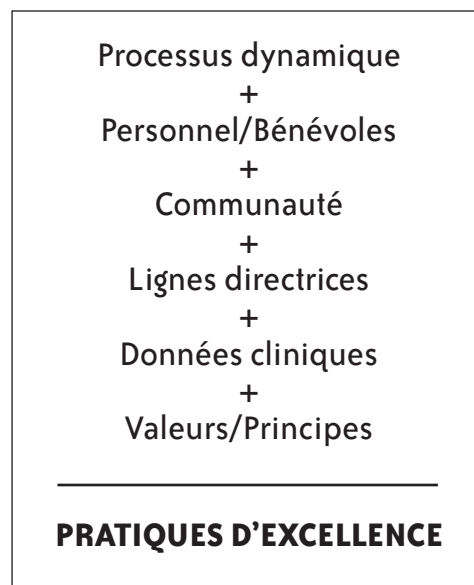 Processus dynamique
+
Personnel/Bénévoles
+
Communauté
+
Lignes directrices
+
Données cliniques
+
Valeurs/Principes
PRATIQUES D’EXCELLENCE